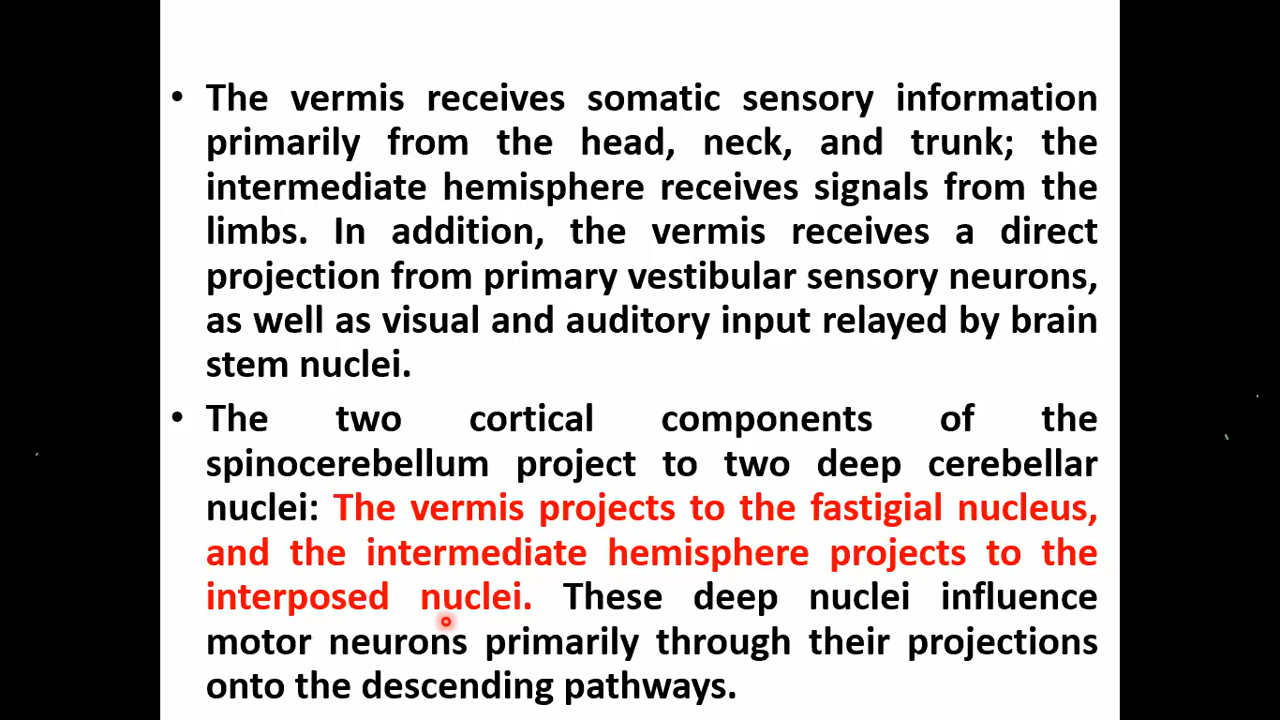 • The vermis receives somatic sensory information
primarily from the head, neck, and trunk; the
intermediate hemisphere receives signals from the
limbs. In addition, the vermis receives a direct
projection from primary vestibular sensory neurons,
as well as visual and auditory input relayed by brain
stem nuclei.
• The two cortical components of the
spinocerebellum project to two deep cerebellar
nuclei: The vermis projects to the fastigial nucleus,
and the intermediate hemisphere projects to the
interposed nuclei. These deep nuclei influence
motor neurons primarily through their projections
onto the descending pathways.